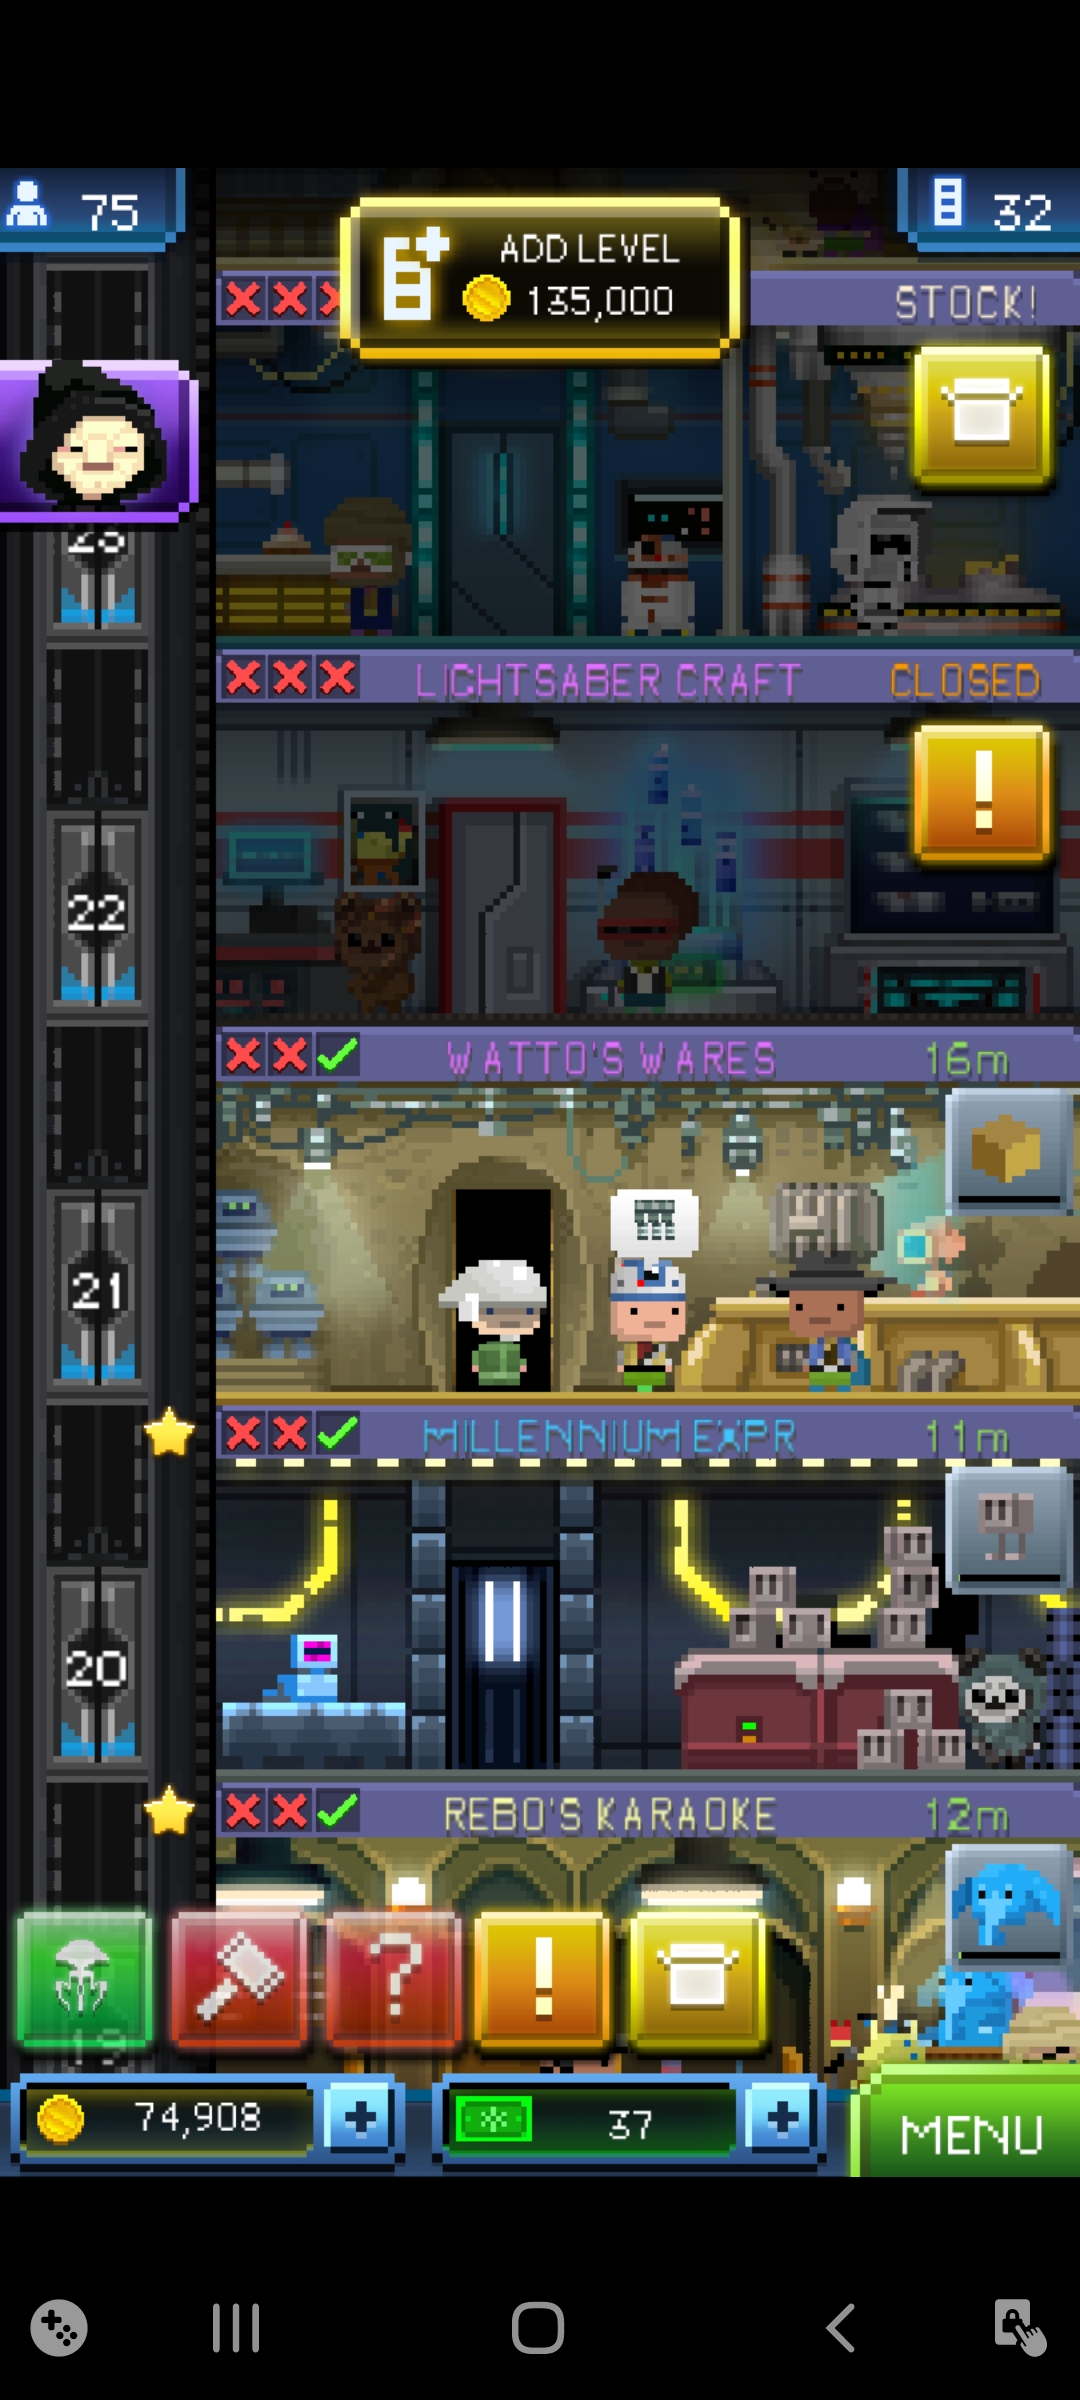 75
32
ADD LEVEL
135,000
STOCK!
LIGHTSABER CRAFT CLOSED
22
WATTO'S WARES 16m
21
MILLENNIUM EXPR 11m
20
REBO'S KARAOKE 12m
19
74,908
37
MENU